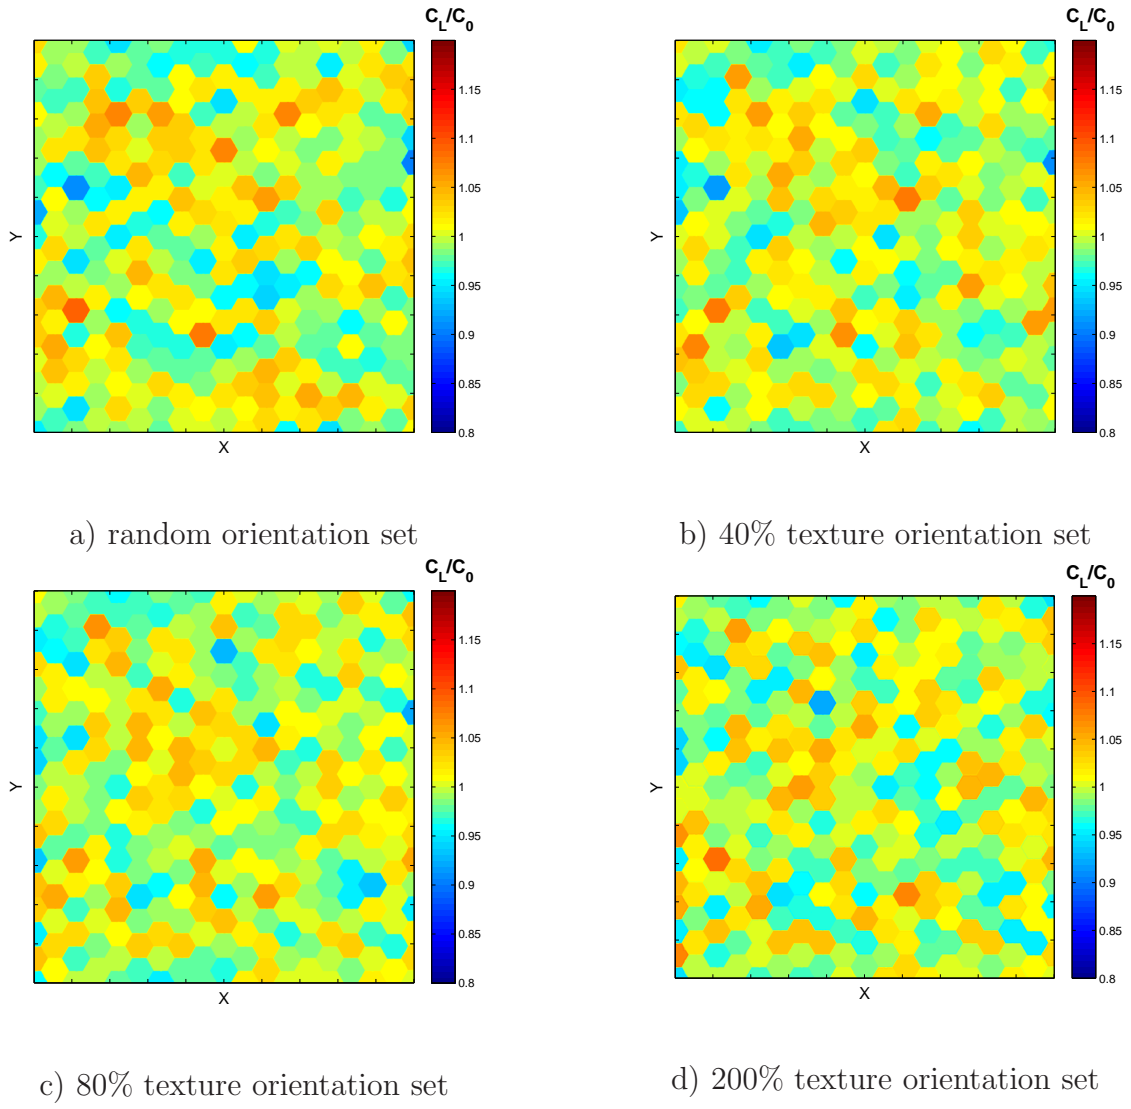 C_L/C_0
1.15
1.1
1.05
1
0.95
0.9
0.85
0.8
Y
X
a) random orientation set
C_L/C_0
1.15
1.1
1.05
1
0.95
0.9
0.85
0.8
Y
X
b) 40% texture orientation set
C_L/C_0
1.15
1.1
1.05
1
0.95
0.9
0.85
0.8
Y
X
c) 80% texture orientation set
C_L/C_0
1.15
1.1
1.05
1
0.95
0.9
0.85
0.8
Y
X
d) 200% texture orientation set